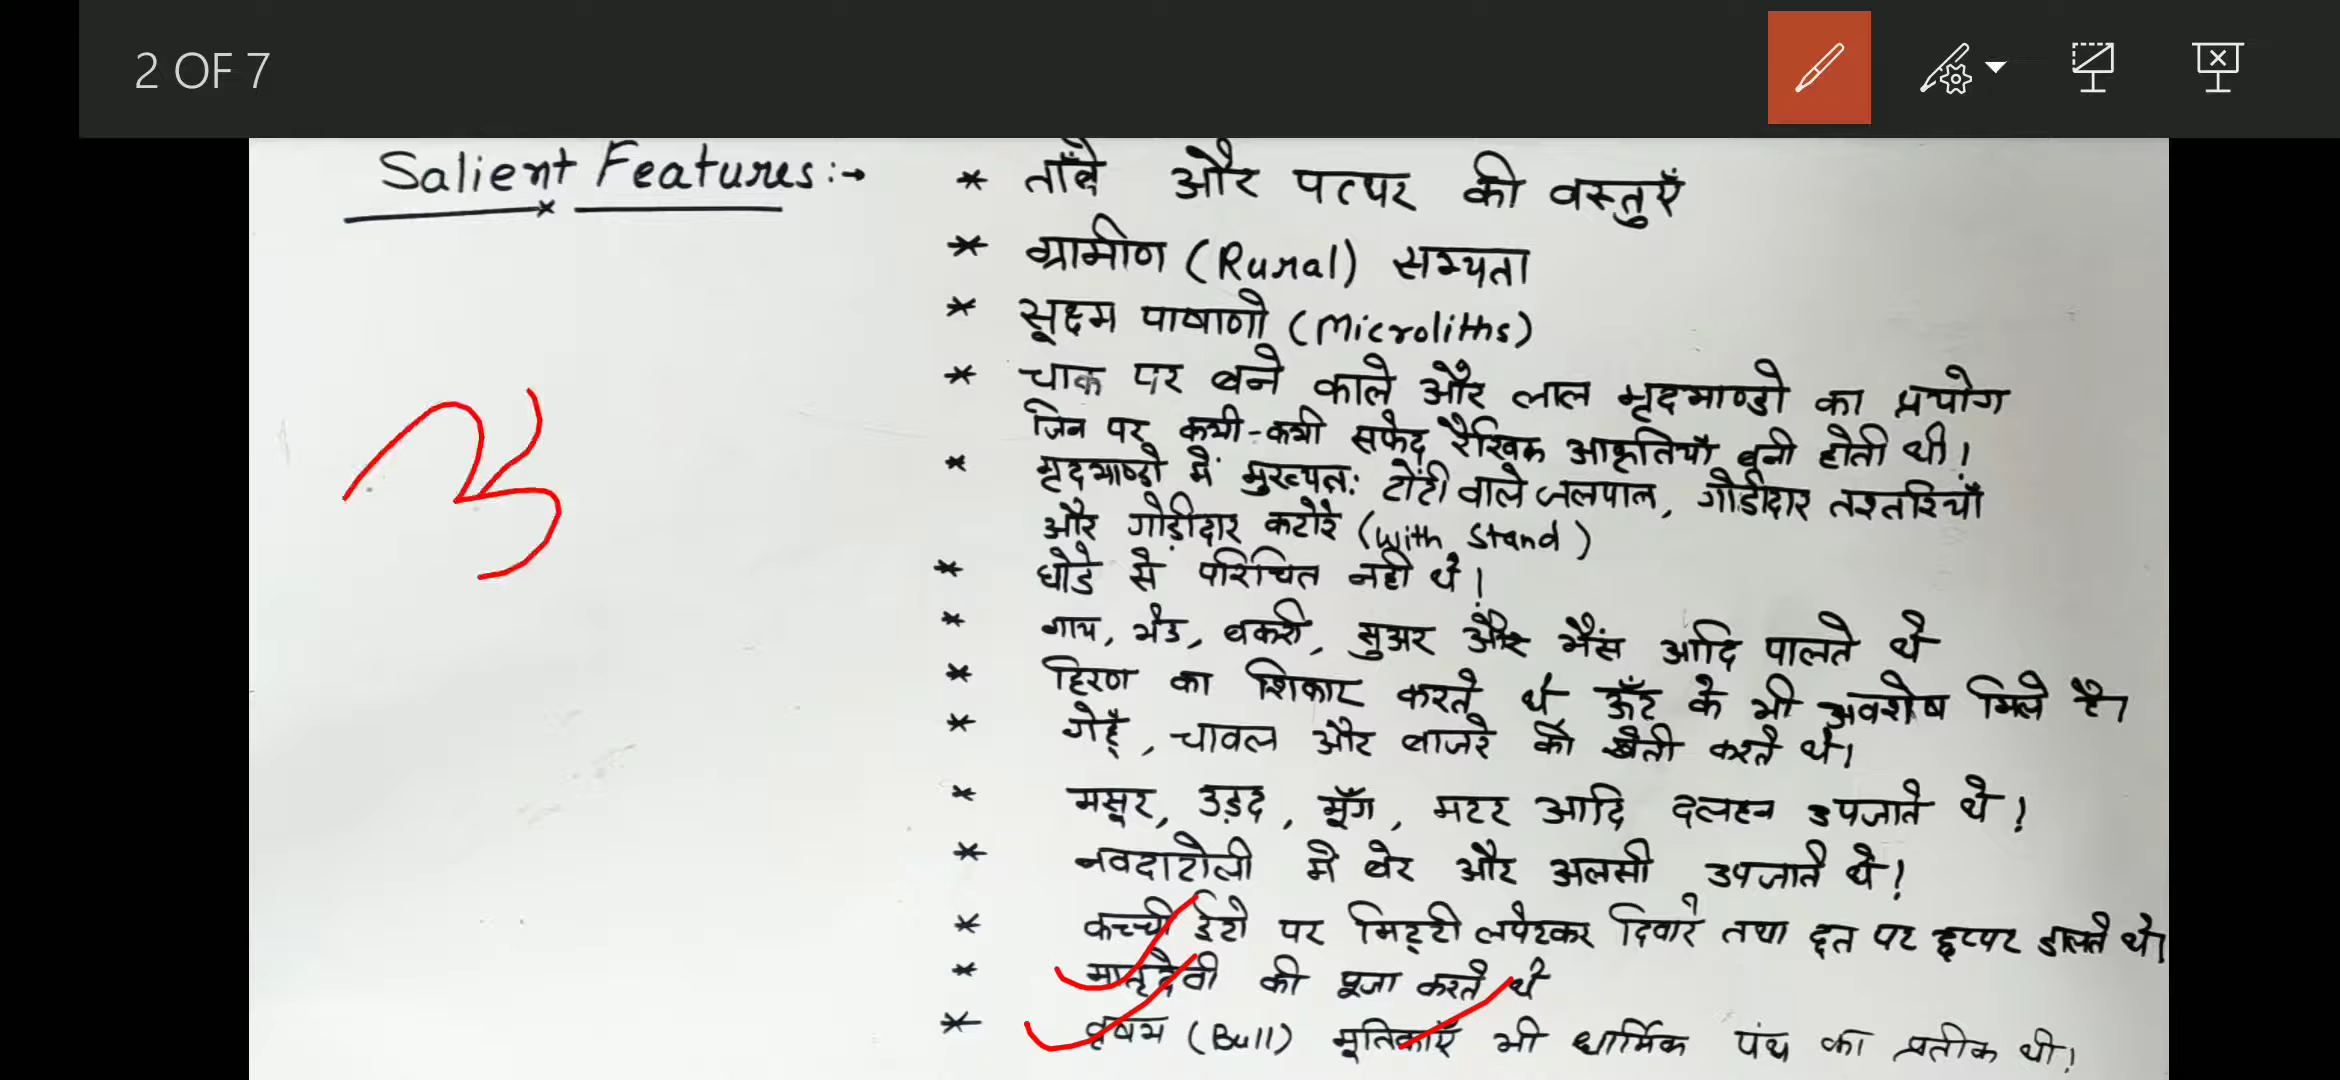 2 OF 7
Salient Features:→
* ताँबे और पत्थर की वस्तुएँ
* ग्रामीण (Rural) सभ्यता
* सूक्ष्म पाषाणो (Microliths)
* चाक पर बने काले और लाल मृदभाण्डो का प्रयोग
जिन पर कभी-कभी सफेद रैखिक आकृतियाँ बनी होती थी।
* मृदभाण्डो में मुख्यतः टोंटी वाले जलपात्र, गोडीदार तश्तरियाँ
और गोड़ीदार कटोरे (with stand)
* घोडे से परिचित नही थे।
* गाय, भेड, बकरी, सुअर और भैंस आदि पालते थे
* हिरण का शिकार करते थे ऊँट के भी अवशेष मिले है।
* गेहूँ, चावल और बाजरे की खेती करते थे।
* मसूर, उड़द, मूँग, मटर आदि दलहन उपजाते थे।
* नवदाटोली मे बेर और अलसी उपजाते थे।
* कच्ची ईटो पर मिट्टी लपेटकर दिवारे तथा छत पर छप्पर डालते थे।
* मातृदेवी की पूजा करते थे
* वृषभ (Bull) मूर्तिकाएँ भी धार्मिक पंथ का प्रतीक थी।